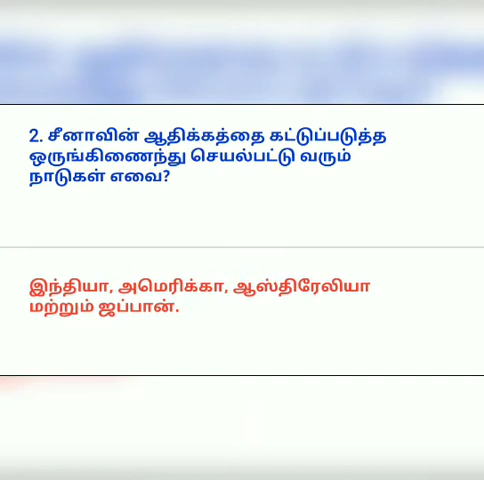 2. சீனாவின் ஆதிக்கத்தை கட்டுப்படுத்த
ஒருங்கிணைந்து செயல்பட்டு வரும்
நாடுகள் எவை?
இந்தியா, அமெரிக்கா, ஆஸ்திரேலியா
மற்றும் ஜப்பான்.